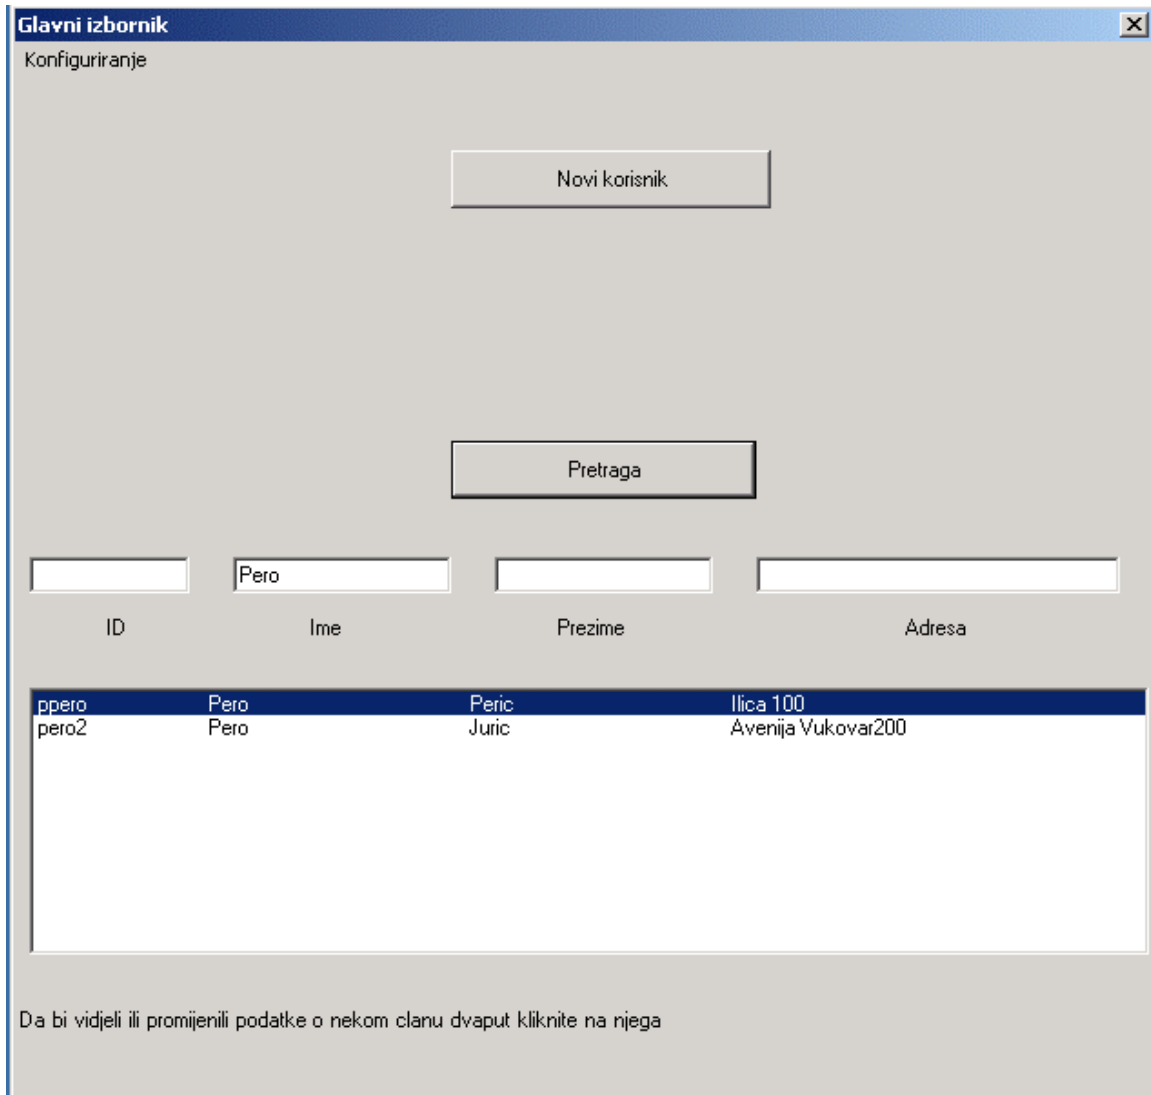 Glavni izbornik
Konfiguriranje
Novi korisnik
Pretraga
Pero
ID Ime Prezime Adresa
ppero Pero Peric Ilica 100
pero2 Pero Juric Avenija Vukovar200
Da bi vidjeli ili promijenili podatke o nekom clanu dvaput kliknite na njega